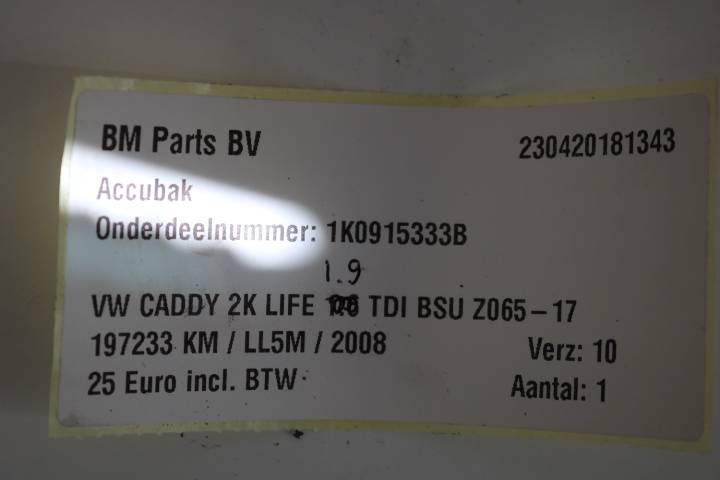 BM Parts BV 230420181343
Accubak
Onderdeelnummer: 1K0915333B
1.9
VW CADDY 2K LIFE TDI BSU Z065-17
197233 KM / LL5M / 2008 Verz: 10
25 Euro incl. BTW Aantal: 1